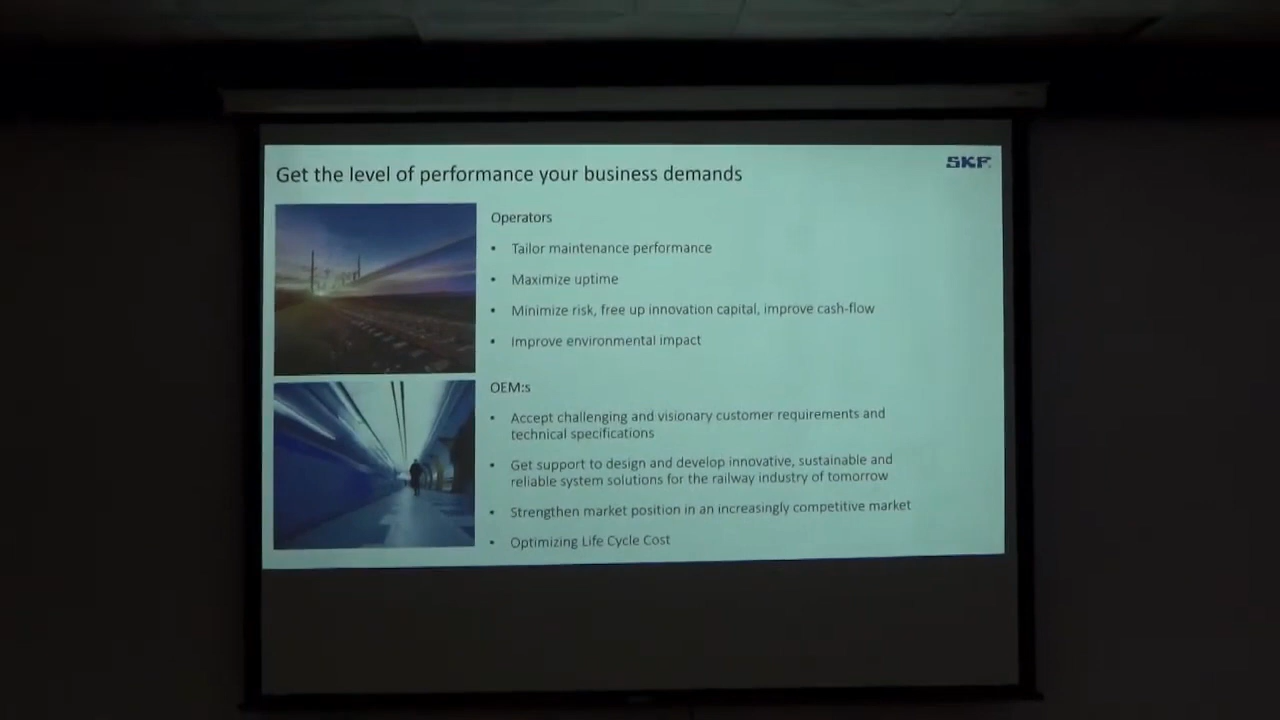 Get the level of performance your business demands
SKF
Operators
• Tailor maintenance performance
• Maximize uptime
• Minimize risk, free up innovation capital, improve cash-flow
• Improve environmental impact
OEM:s
• Accept challenging and visionary customer requirements and
technical specifications
• Get support to design and develop innovative, sustainable and
reliable system solutions for the railway industry of tomorrow
• Strengthen market position in an increasingly competitive market
• Optimizing Life Cycle Cost